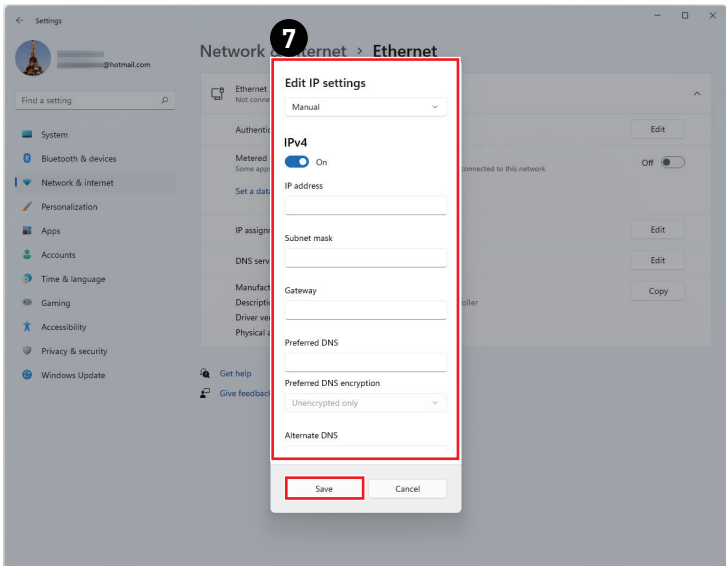 Settings
@hotmail.com
Find a setting
System
Bluetooth & devices
Network & internet
Personalization
Apps
Accounts
Time & language
Gaming
Accessibility
Privacy & security
Windows Update
Network & internet > Ethernet
7
Ethernet
Not conne
Authentic
Edit
Metered
Some app
connected to this network
Off
Set a data
IP assign
Edit
DNS serv
Edit
Manufact
Copy
Descripti
oller
Driver ver
Physical a
Get help
Give feedback
Edit IP settings
Manual
IPv4
On
IP address
Subnet mask
Gateway
Preferred DNS
Preferred DNS encryption
Unencrypted only
Alternate DNS
Save
Cancel